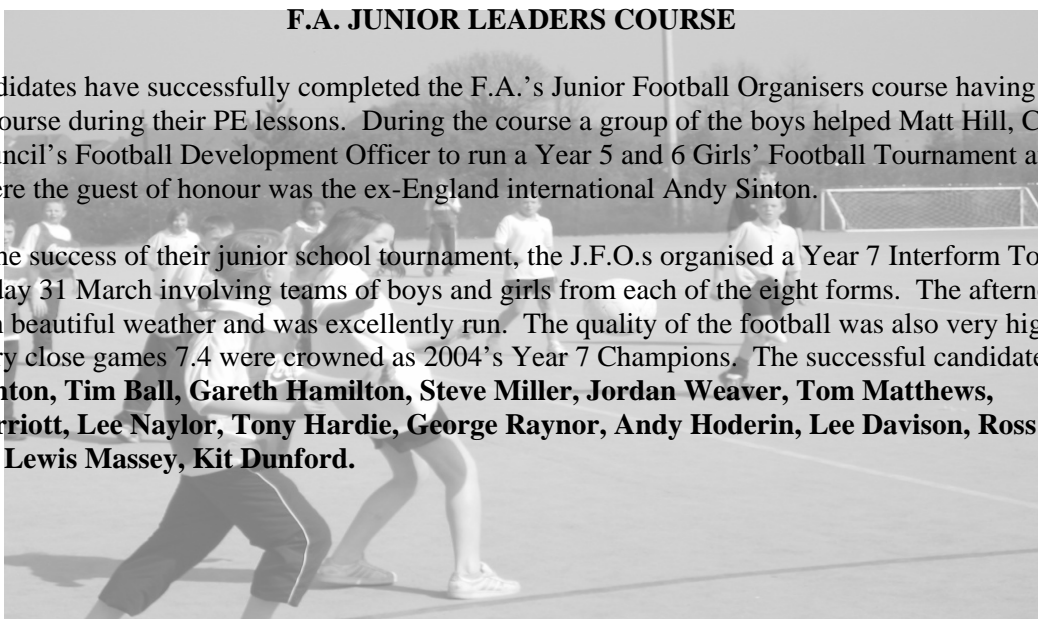 F.A. JUNIOR LEADERS COURSE
didates have successfully completed the F.A.’s Junior Football Organisers course having
ourse during their PE lessons. During the course a group of the boys helped Matt Hill, C
uncil’s Football Development Officer to run a Year 5 and 6 Girls’ Football Tournament a
ere the guest of honour was the ex-England international Andy Sinton.
he success of their junior school tournament, the J.F.O.s organised a Year 7 Interform To
day 31 March involving teams of boys and girls from each of the eight forms. The aftern
n beautiful weather and was excellently run. The quality of the football was also very hig
ry close games 7.4 were crowned as 2004’s Year 7 Champions. The successful candidate
nton, Tim Ball, Gareth Hamilton, Steve Miller, Jordan Weaver, Tom Matthews,
rriott, Lee Naylor, Tony Hardie, George Raynor, Andy Hoderin, Lee Davison, Ross
Lewis Massey, Kit Dunford.